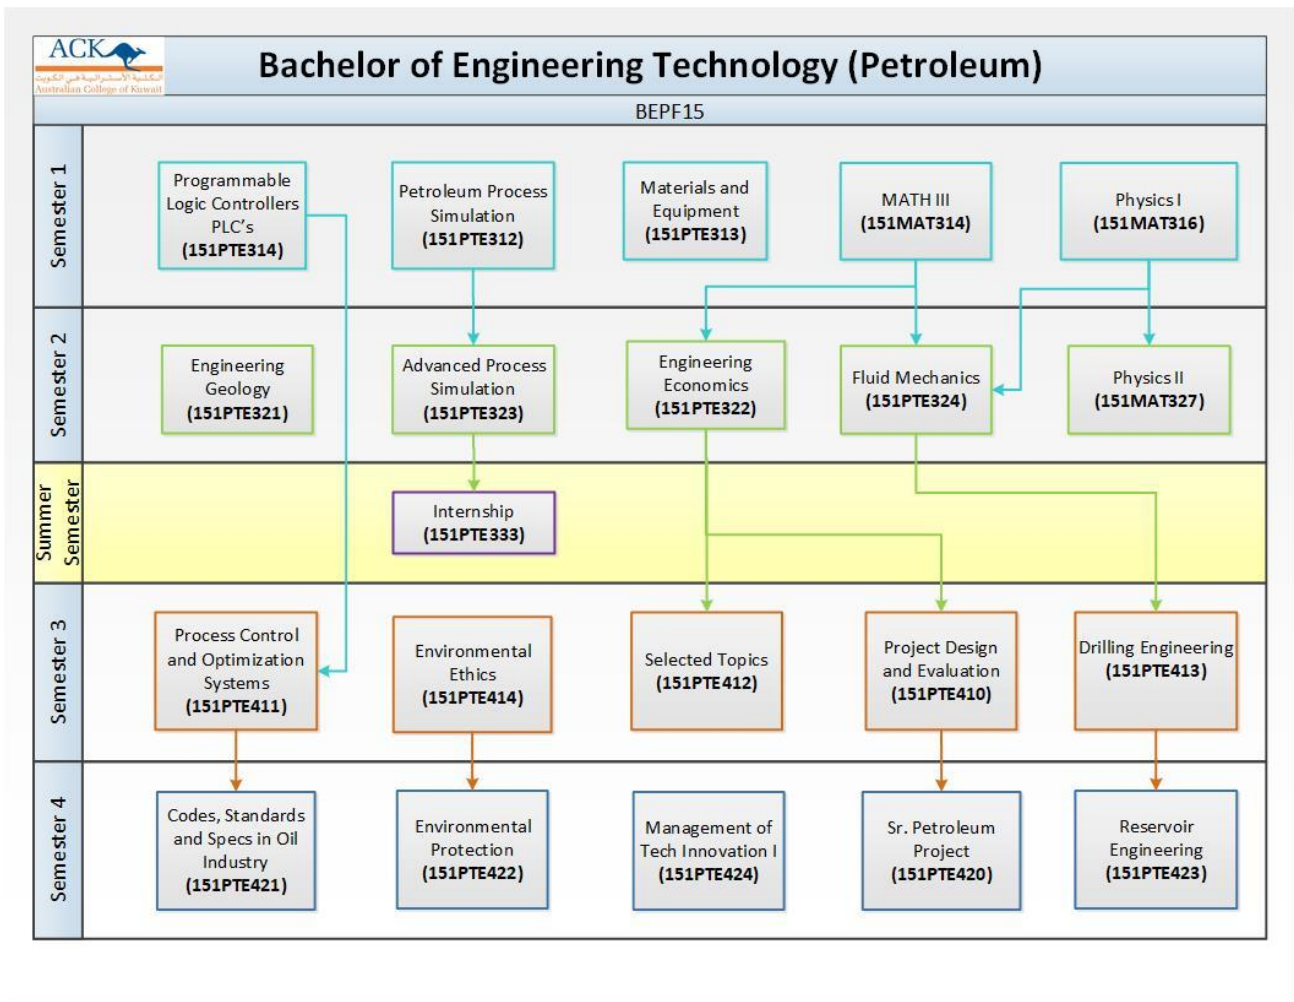 ACK
الكلية الأسترالية في الكويت
Australian College of Kuwait
Bachelor of Engineering Technology (Petroleum)
BEPF15
Semester 1
Programmable
Logic Controllers
PLC's
(151PTE314)
Petroleum Process
Simulation
(151PTE312)
Materials and
Equipment
(151PTE313)
MATH III
(151MAT314)
Physics I
(151MAT316)
Semester 2
Engineering
Geology
(151PTE321)
Advanced Process
Simulation
(151PTE323)
Engineering
Economics
(151PTE322)
Fluid Mechanics
(151PTE324)
Physics II
(151MAT327)
Summer
Semester
Internship
(151PTE333)
Semester 3
Process Control
and Optimization
Systems
(151PTE411)
Environmental
Ethics
(151PTE414)
Selected Topics
(151PTE412)
Project Design
and Evaluation
(151PTE410)
Drilling Engineering
(151PTE413)
Semester 4
Codes, Standards
and Specs in Oil
Industry
(151PTE421)
Environmental
Protection
(151PTE422)
Management of
Tech Innovation I
(151PTE424)
Sr. Petroleum
Project
(151PTE420)
Reservoir
Engineering
(151PTE423)